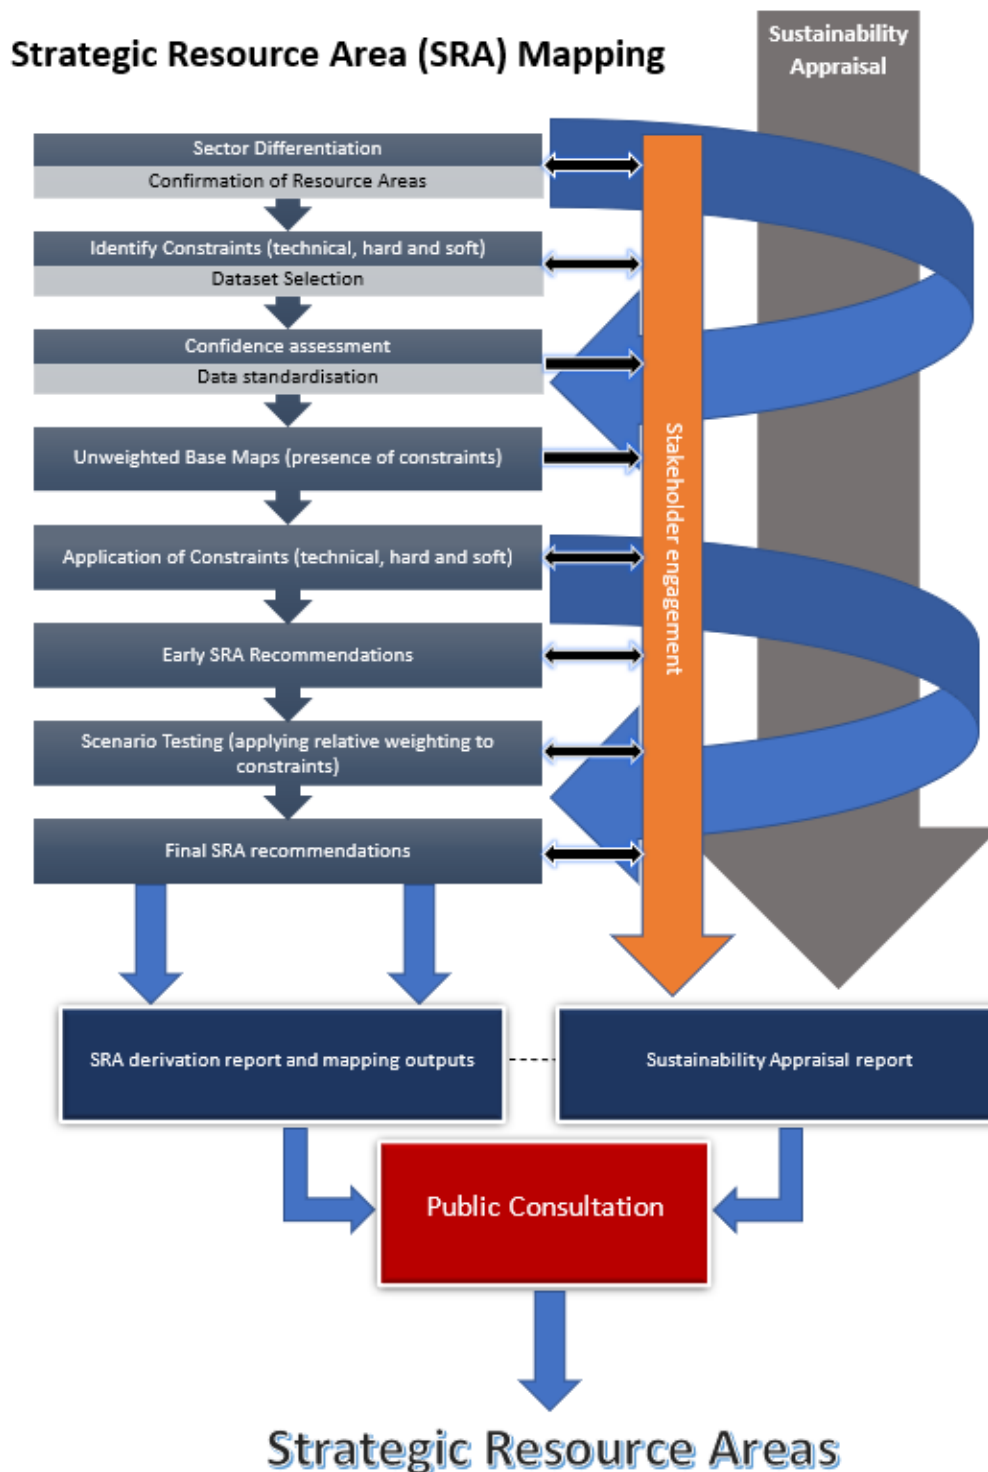 Strategic Resource Area (SRA) Mapping
Sustainability
Appraisal
Sector Differentiation
Confirmation of Resource Areas
Identify Constraints (technical, hard and soft)
Dataset Selection
Confidence assessment
Data standardisation
Unweighted Base Maps (presence of constraints)
Application of Constraints (technical, hard and soft)
Early SRA Recommendations
Scenario Testing (applying relative weighting to
constraints)
Final SRA recommendations
Stakeholder engagement
SRA derivation report and mapping outputs
Sustainability Appraisal report
Public Consultation
Strategic Resource Areas